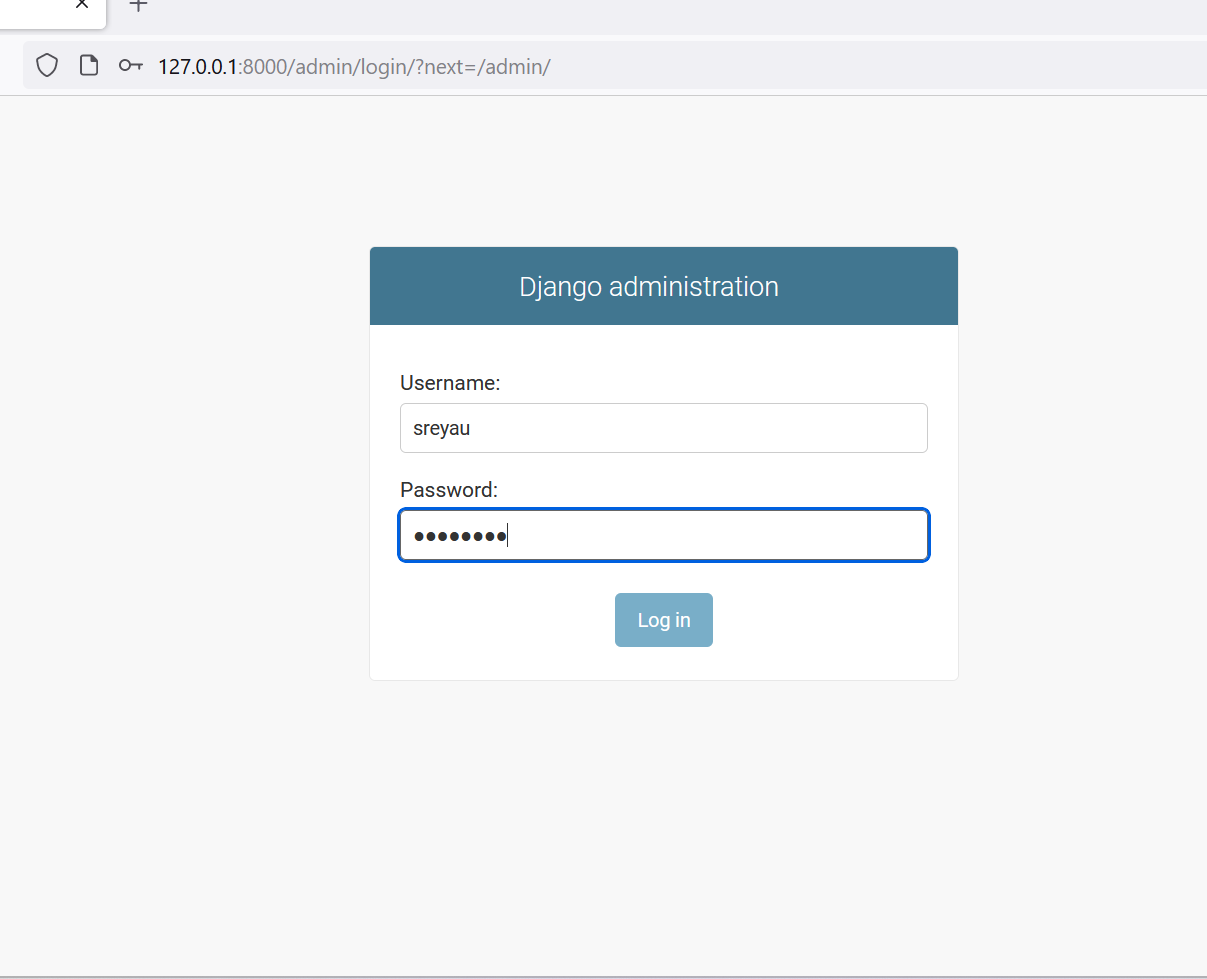 127.0.0.1:8000/admin/login/?next=/admin/
Django administration
Username:
sreyau
Password:
••••••••
Log in